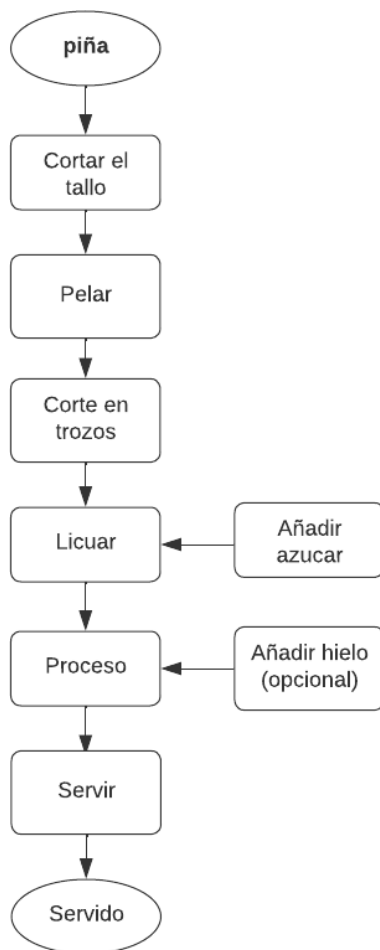 piña
Cortar el
tallo
Pelar
Corte en
trozos
Licuar
Añadir
azucar
Proceso
Añadir hielo
(opcional)
Servir
Servido